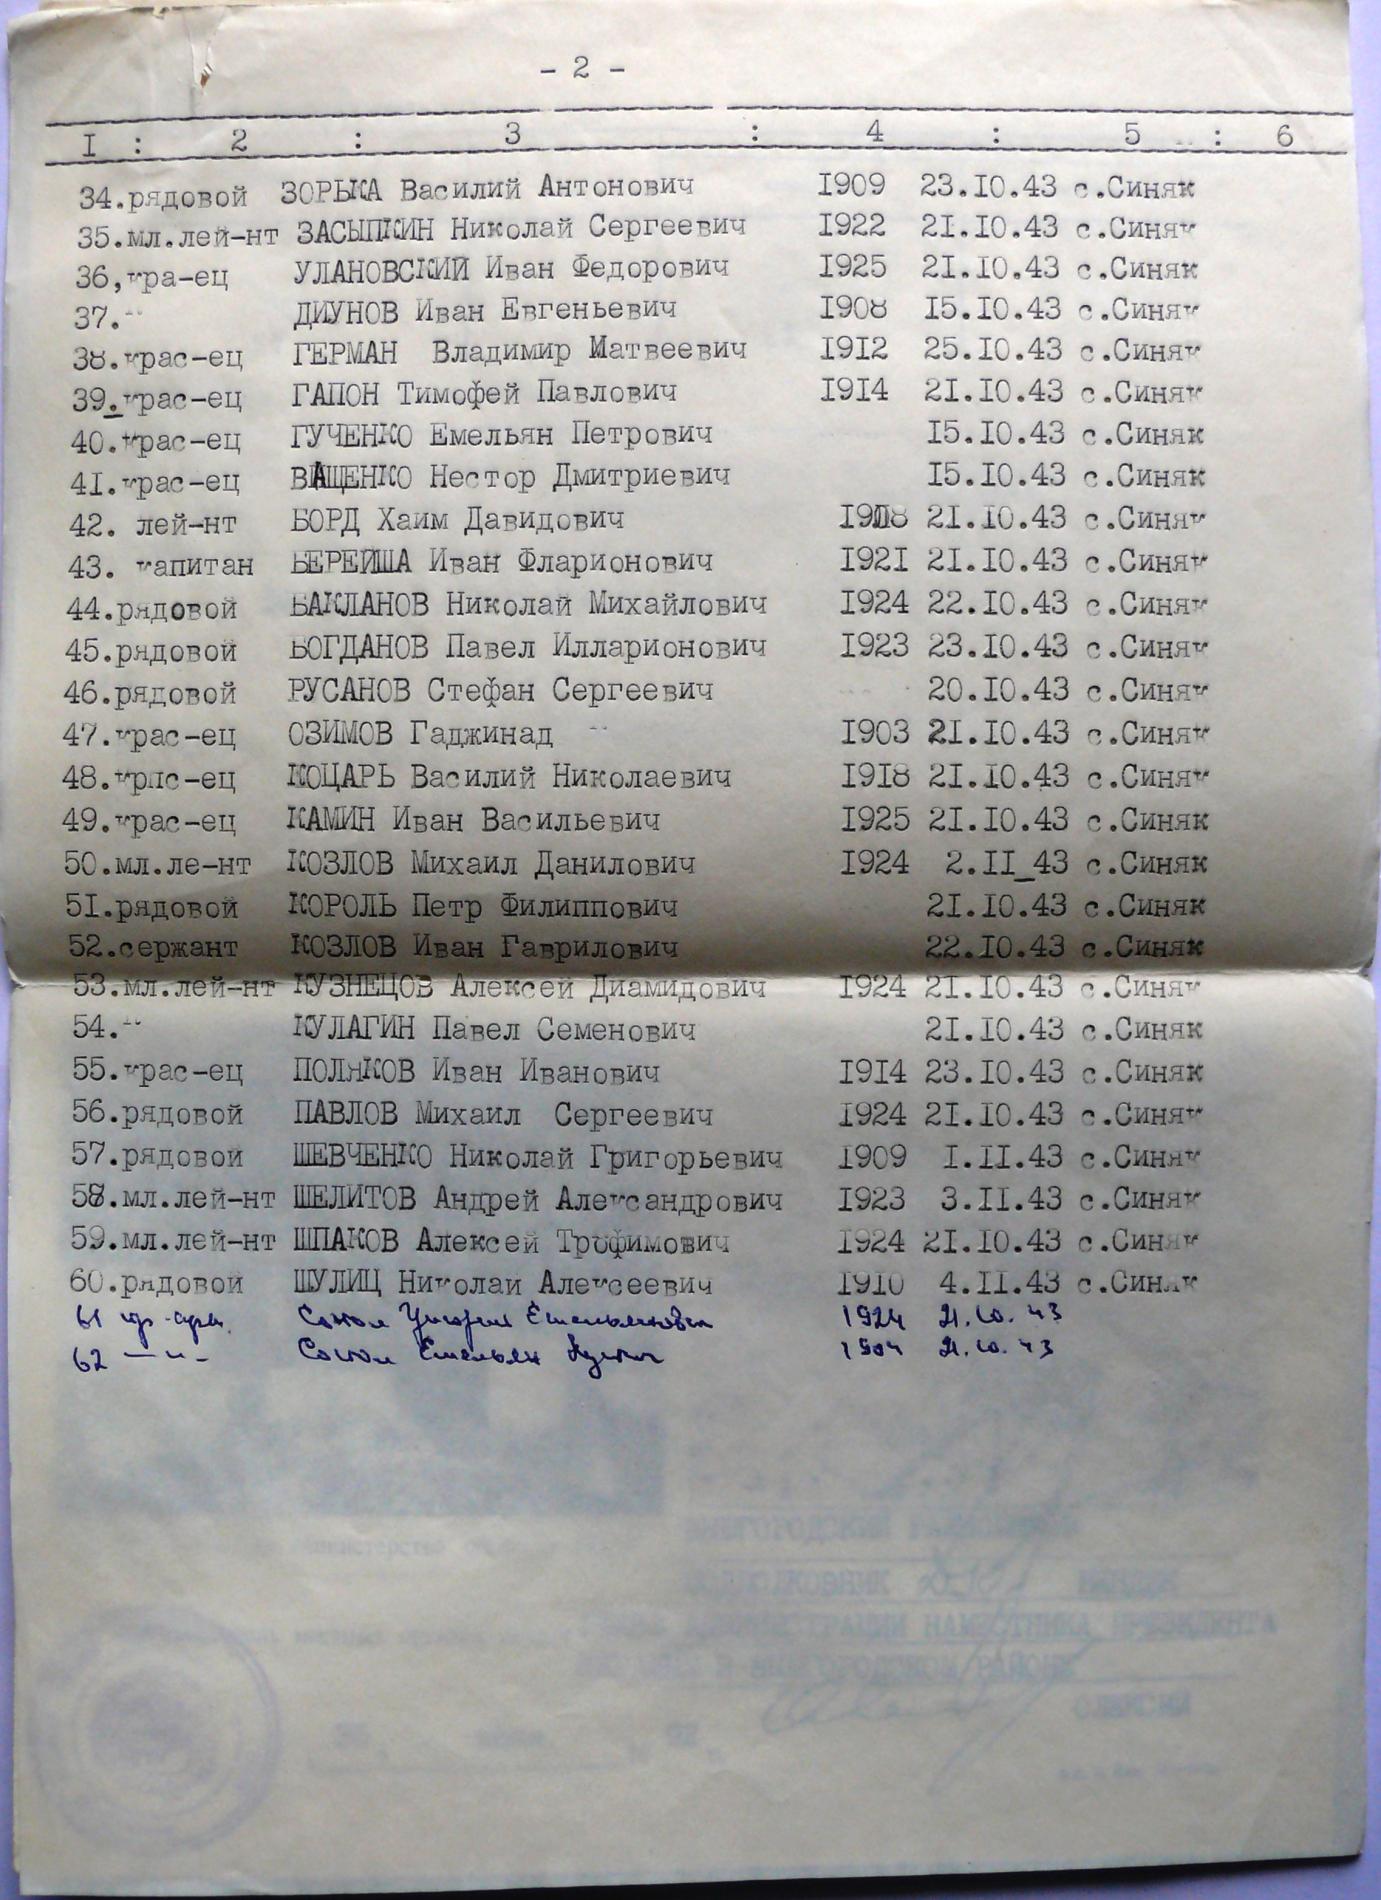 - 2 -
I : 2 : 3 : 4 : 5 : 6
34.рядовой ЗОРЬКА Василий Антонович 1909 23.10.43 с.Синяк
35.мл.лей-нт ЗАСЫПКИН Николай Сергеевич 1922 21.10.43 с.Синяк
36,кра-ец УЛАНОВСКИЙ Иван Федорович 1925 21.10.43 с.Синяк
37.-"- ДИУНОВ Иван Евгеньевич 1908 15.10.43 с.Синяк
38.крас-ец ГЕРМАН Владимир Матвеевич 1912 25.10.43 с.Синяк
39.крас-ец ГАПОН Тимофей Павлович 1914 21.10.43 с.Синяк
40.крас-ец ГУЧЕНКО Емельян Петрович 15.10.43 с.Синяк
41.крас-ец ВАЩЕНКО Нестор Дмитриевич 15.10.43 с.Синяк
42. лей-нт БОРД Хаим Давидович 1908 21.10.43 с.Синяк
43. капитан БЕРЕЙША Иван Фларионович 1921 21.10.43 с.Синяк
44.рядовой БАКЛАНОВ Николай Михайлович 1924 22.10.43 с.Синяк
45.рядовой БОГДАНОВ Павел Илларионович 1923 23.10.43 с.Синяк
46.рядовой РУСАНОВ Стефан Сергеевич 20.10.43 с.Синяк
47.крас-ец ОЗИМОВ Гаджинад -- 1903 21.10.43 с.Синяк
48.крпс-ец КОЦАРЬ Василий Николаевич 1918 21.10.43 с.Синяк
49.крас-ец КАМИН Иван Васильевич 1925 21.10.43 с.Синяк
50.мл.ле-нт КОЗЛОВ Михаил Данилович 1924 2.11_43 с.Синяк
51.рядовой КОРОЛЬ Петр Филиппович 21.10.43 с.Синяк
52.сержант КОЗЛОВ Иван Гаврилович 22.10.43 с.Синяк
53.мл.лей-нт КУЗНЕЦОВ Алексей Диамидович 1924 21.10.43 с.Синяк
54.-"- КУЛАГИН Павел Семенович 21.10.43 с.Синяк
55.крас-ец ПОЛЯКОВ Иван Иванович 1914 23.10.43 с.Синяк
56.рядовой ПАВЛОВ Михаил Сергеевич 1924 21.10.43 с.Синяк
57.рядовой ШЕВЧЕНКО Николай Григорьевич 1909 1.11.43 с.Синяк
58.мл.лей-нт ШЕЛИТОВ Андрей Александрович 1923 3.11.43 с.Синяк
59.мл.лей-нт ШПАКОВ Алексей Трофимович 1924 21.10.43 с.Синяк
60.рядовой ШУЛИЦ Николаи Алексеевич 1910 4.11.43 с.Синяк
61 Сокол Григорий Емельянович 1924 21.10.43
62 —"- Сокол Емельян 1904 21.10.43